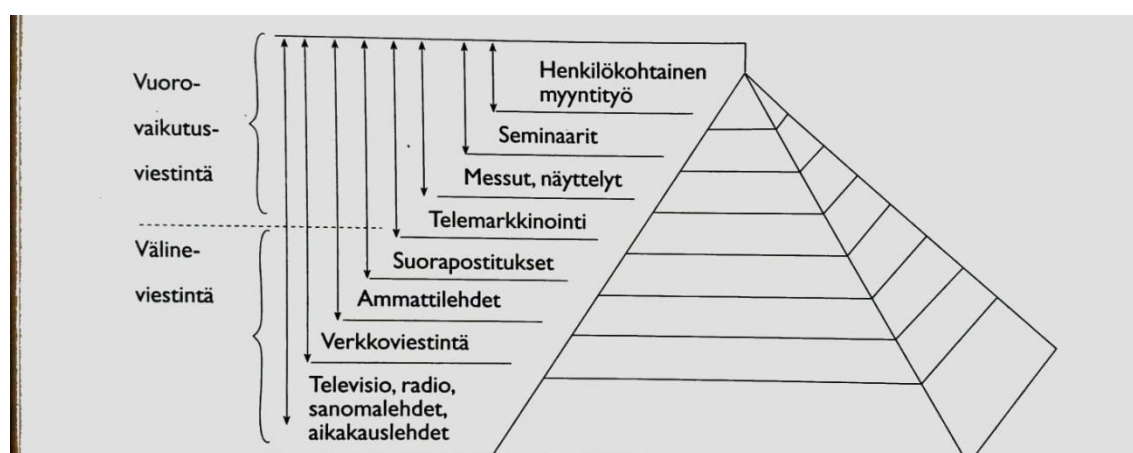 Vuoro-
vaikutus-
viestintä
Väline-
viestintä
Henkilökohtainen
myyntityö
Seminaarit
Messut, näyttelyt
Telemarkkinointi
Suorapostitukset
Ammattilehdet
Verkkoviestintä
Televisio, radio,
sanomalehdet,
aikakauslehdet